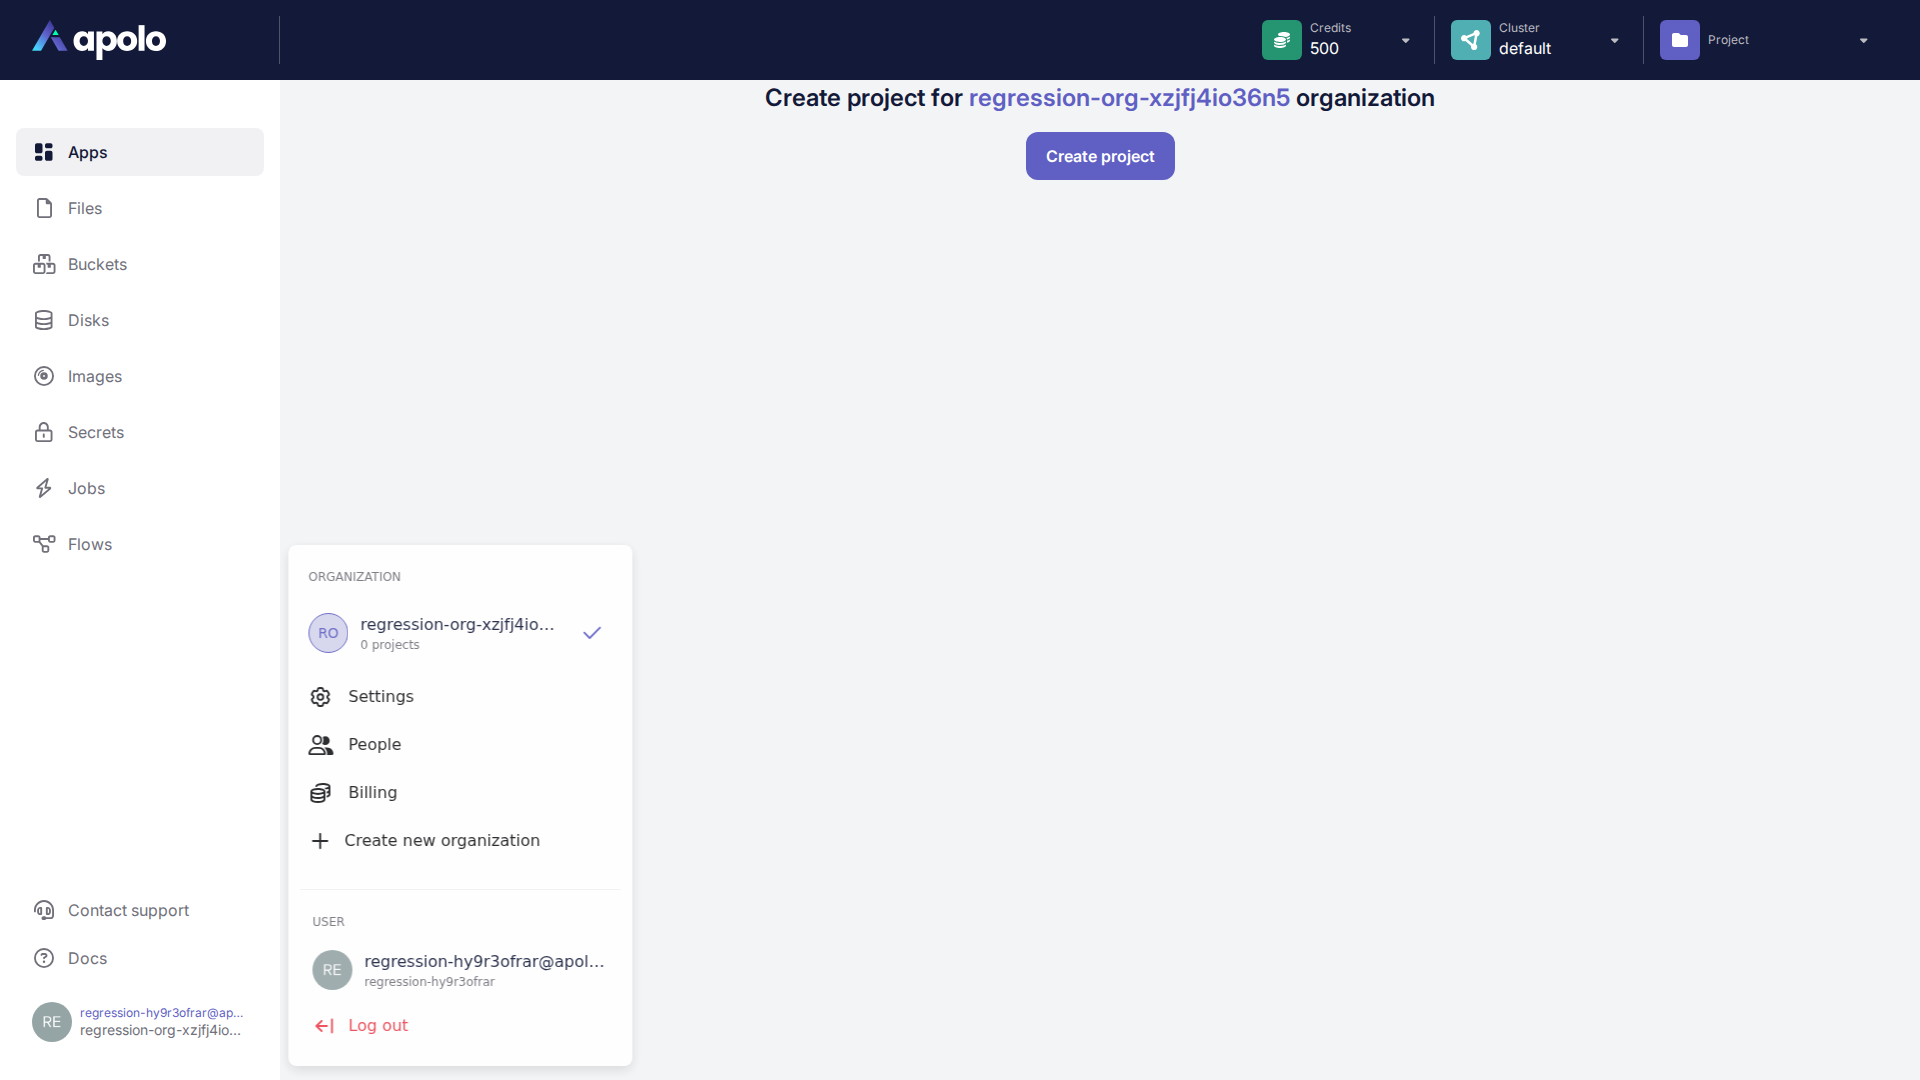 apolo
Credits
500
Cluster
default
Project
Create project for regression-org-xzjfj4io36n5 organization
Create project
Apps
Files
Buckets
Disks
Images
Secrets
Jobs
Flows
ORGANIZATION
RO
regression-org-xzjfj4io...
0 projects
Settings
People
Billing
Create new organization
USER
RE
regression-hy9r3ofrar@apol...
regression-hy9r3ofrar
Log out
Contact support
Docs
RE
regression-hy9r3ofrar@ap...
regression-org-xzjfj4io...